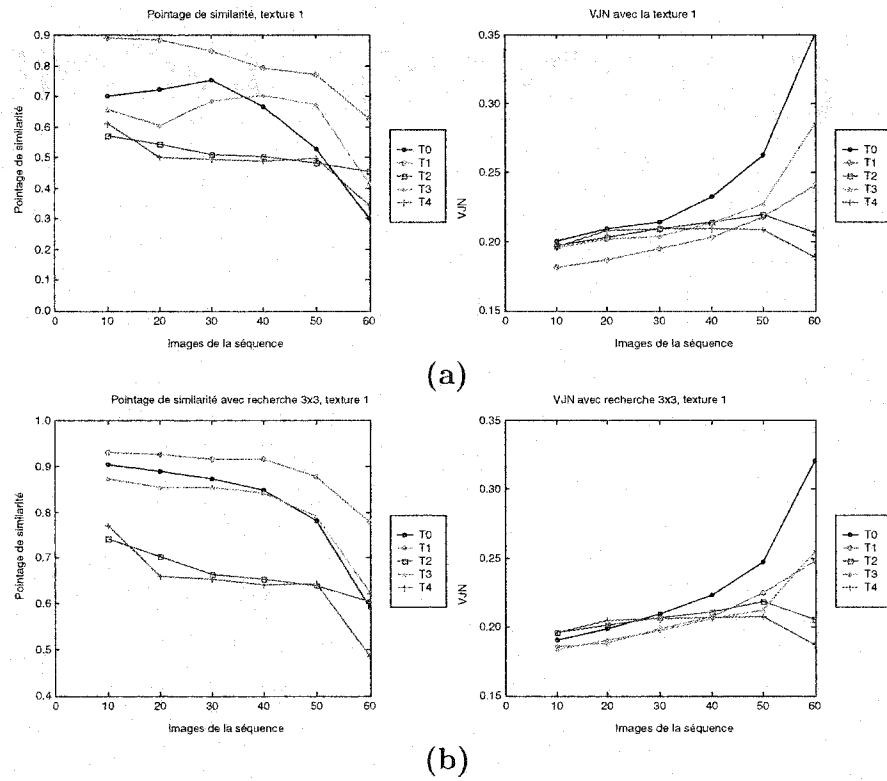 Pointage de similarité, texture 1
0.9
0.8
0.7
0.6
0.5
0.4
0.3
0.2
0.1
0.0
Pointage de similarité
0 10 20 30 40 50 60
Images de la séquence
T0
T1
T2
T3
T4
VJN avec la texture 1
0.35
0.30
0.25
0.20
0.15
VJN
0 10 20 30 40 50 60
Images de la séquence
T0
T1
T2
T3
T4
(a)
Pointage de similarité avec recherche 3x3, texture 1
1.0
0.9
0.8
0.7
0.6
0.5
0.4
Pointage de similarité
0 10 20 30 40 50 60
Images de la séquence
T0
T1
T2
T3
T4
VJN avec recherche 3x3, texture 1
0.35
0.30
0.25
0.20
0.15
VJN
0 10 20 30 40 50 60
Images de la séquence
T0
T1
T2
T3
T4
(b)